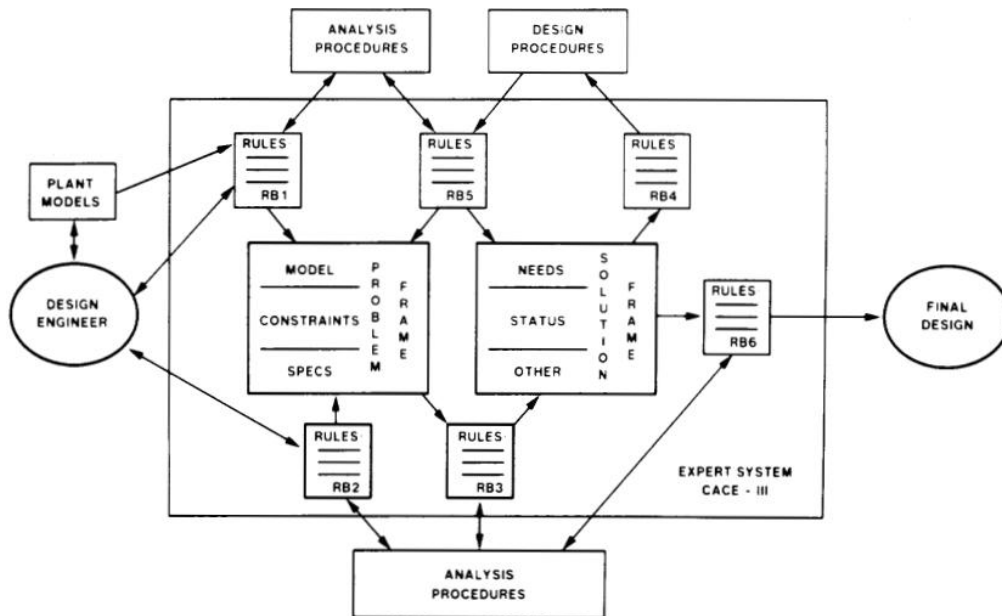 ANALYSIS
PROCEDURES
DESIGN
PROCEDURES
RULES
RB1
RULES
RB5
RULES
RB4
PLANT
MODELS
DESIGN
ENGINEER
MODEL
CONSTRAINTS
SPECS
PROBLEM
FRAME
NEEDS
STATUS
OTHER
SOLUTION
FRAME
RULES
RB6
FINAL
DESIGN
RULES
RB2
RULES
RB3
EXPERT SYSTEM
CACE - III
ANALYSIS
PROCEDURES